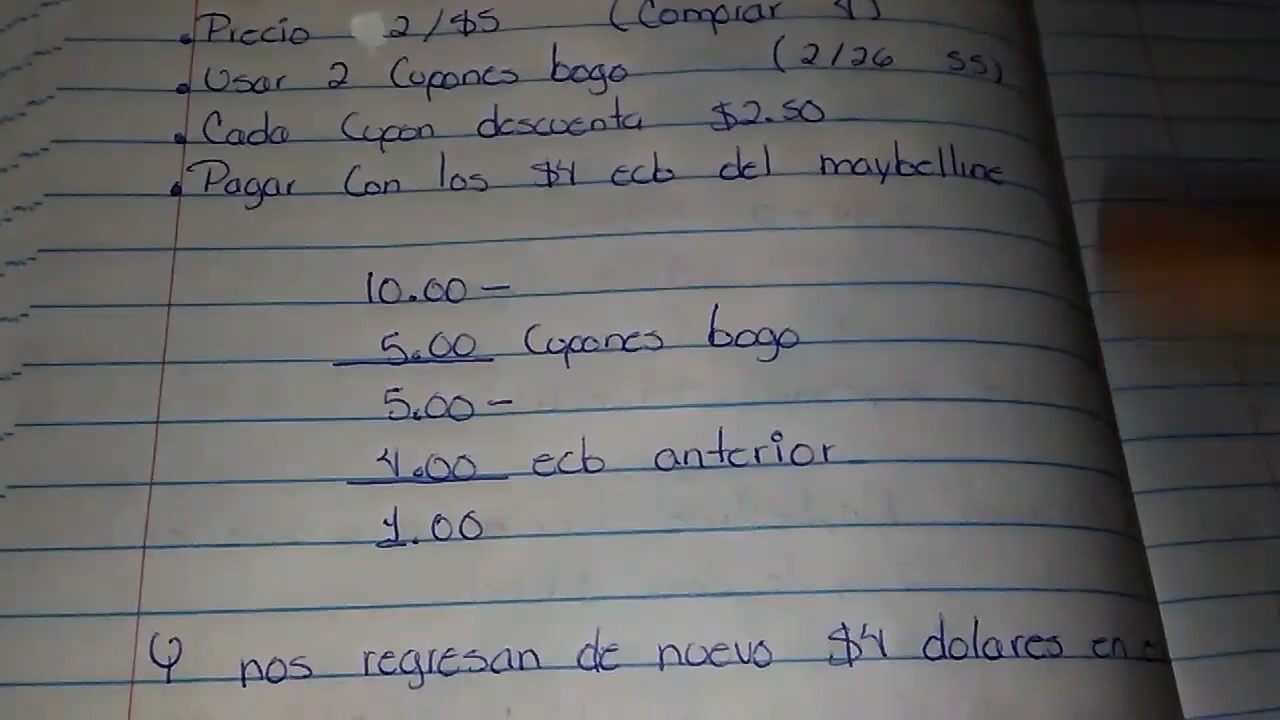 Precio 2/$5 (Comprar 4)
Usar 2 Cupones bogo (2/26 SS)
Cada Cupon descuenta $2.50
Pagar Con los $4 ecb del maybelline
10.00 -
5.00 Cupones bogo
5.00 -
4.00 ecb anterior
1.00
y nos regresan de nuevo $4 dolares en